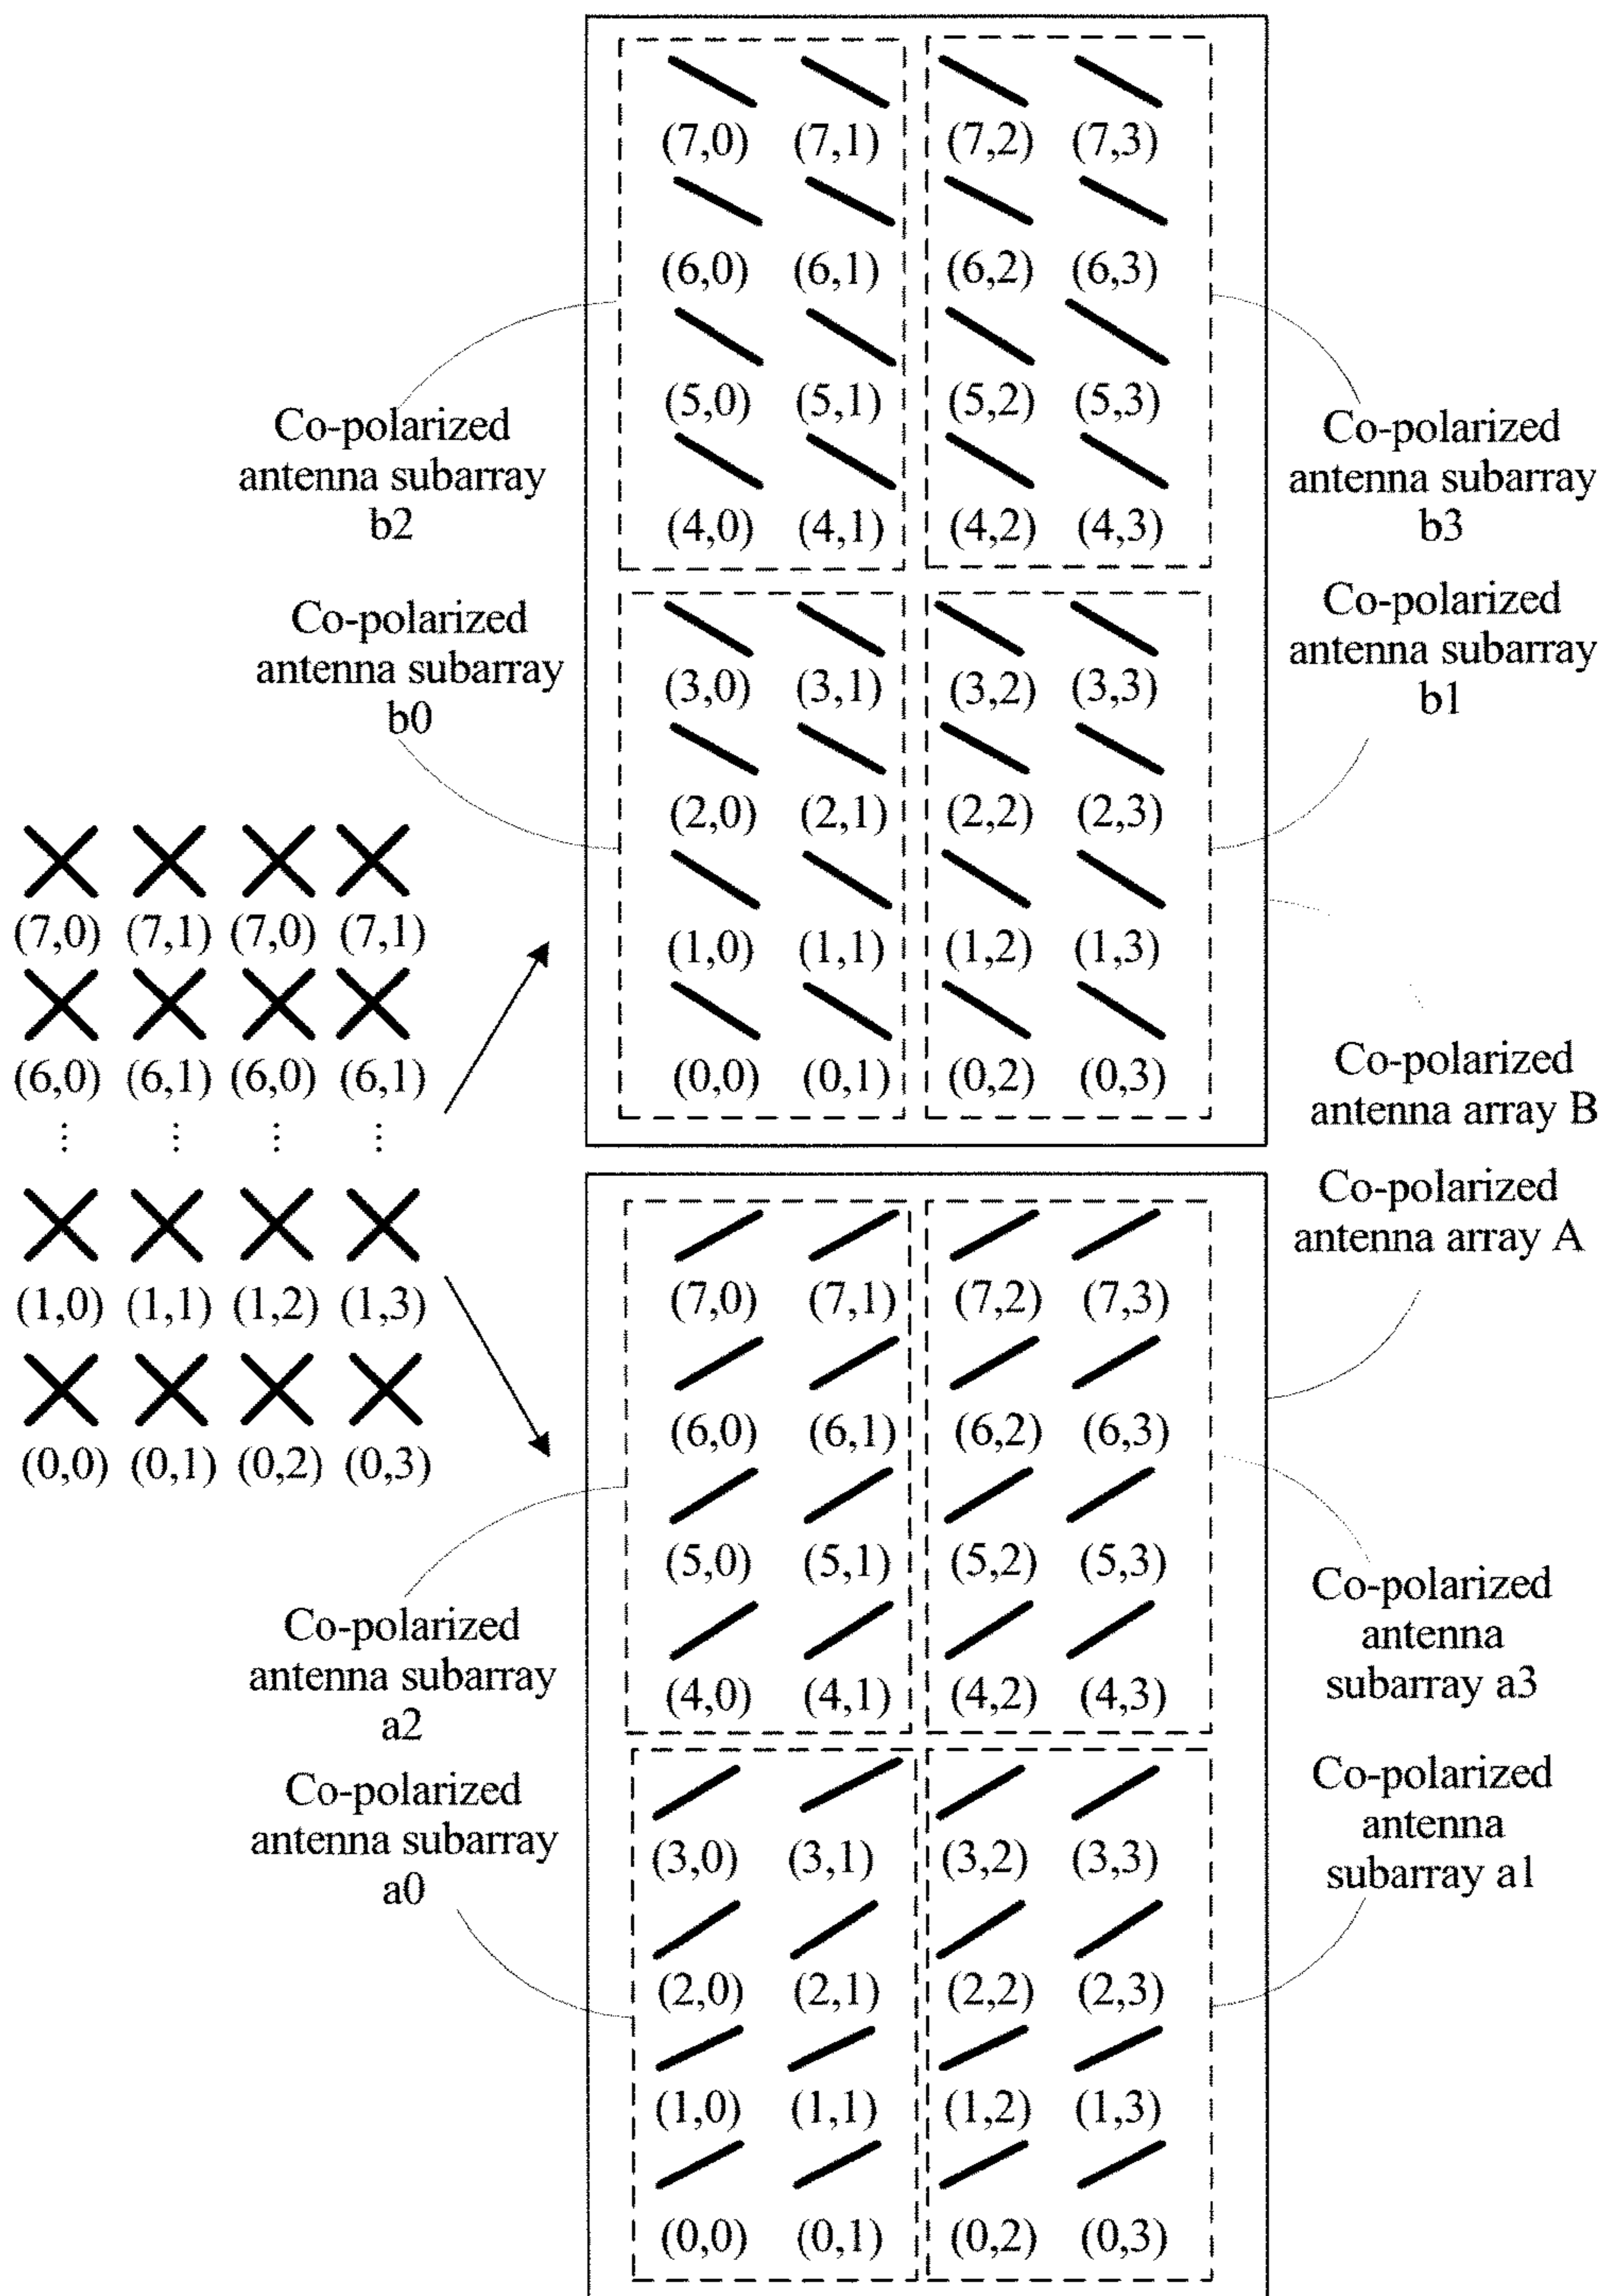 (7,0) (7,1) (7,2) (7,3)
(6,0) (6,1) (6,2) (6,3)
(5,0) (5,1) (5,2) (5,3)
(4,0) (4,1) (4,2) (4,3)
Co-polarized
antenna subarray
b2
Co-polarized
antenna subarray
b3
(3,0) (3,1) (3,2) (3,3)
(2,0) (2,1) (2,2) (2,3)
(1,0) (1,1) (1,2) (1,3)
(0,0) (0,1) (0,2) (0,3)
Co-polarized
antenna subarray
b0
Co-polarized
antenna subarray
b1
(7,0) (7,1) (7,0) (7,1)
(6,0) (6,1) (6,0) (6,1)
⋮ ⋮ ⋮ ⋮
(1,0) (1,1) (1,2) (1,3)
(0,0) (0,1) (0,2) (0,3)
Co-polarized
antenna array B
Co-polarized
antenna array A
(7,0) (7,1) (7,2) (7,3)
(6,0) (6,1) (6,2) (6,3)
(5,0) (5,1) (5,2) (5,3)
(4,0) (4,1) (4,2) (4,3)
Co-polarized
antenna subarray
a2
Co-polarized
antenna
subarray a3
(3,0) (3,1) (3,2) (3,3)
(2,0) (2,1) (2,2) (2,3)
(1,0) (1,1) (1,2) (1,3)
(0,0) (0,1) (0,2) (0,3)
Co-polarized
antenna subarray
a0
Co-polarized
antenna
subarray a1